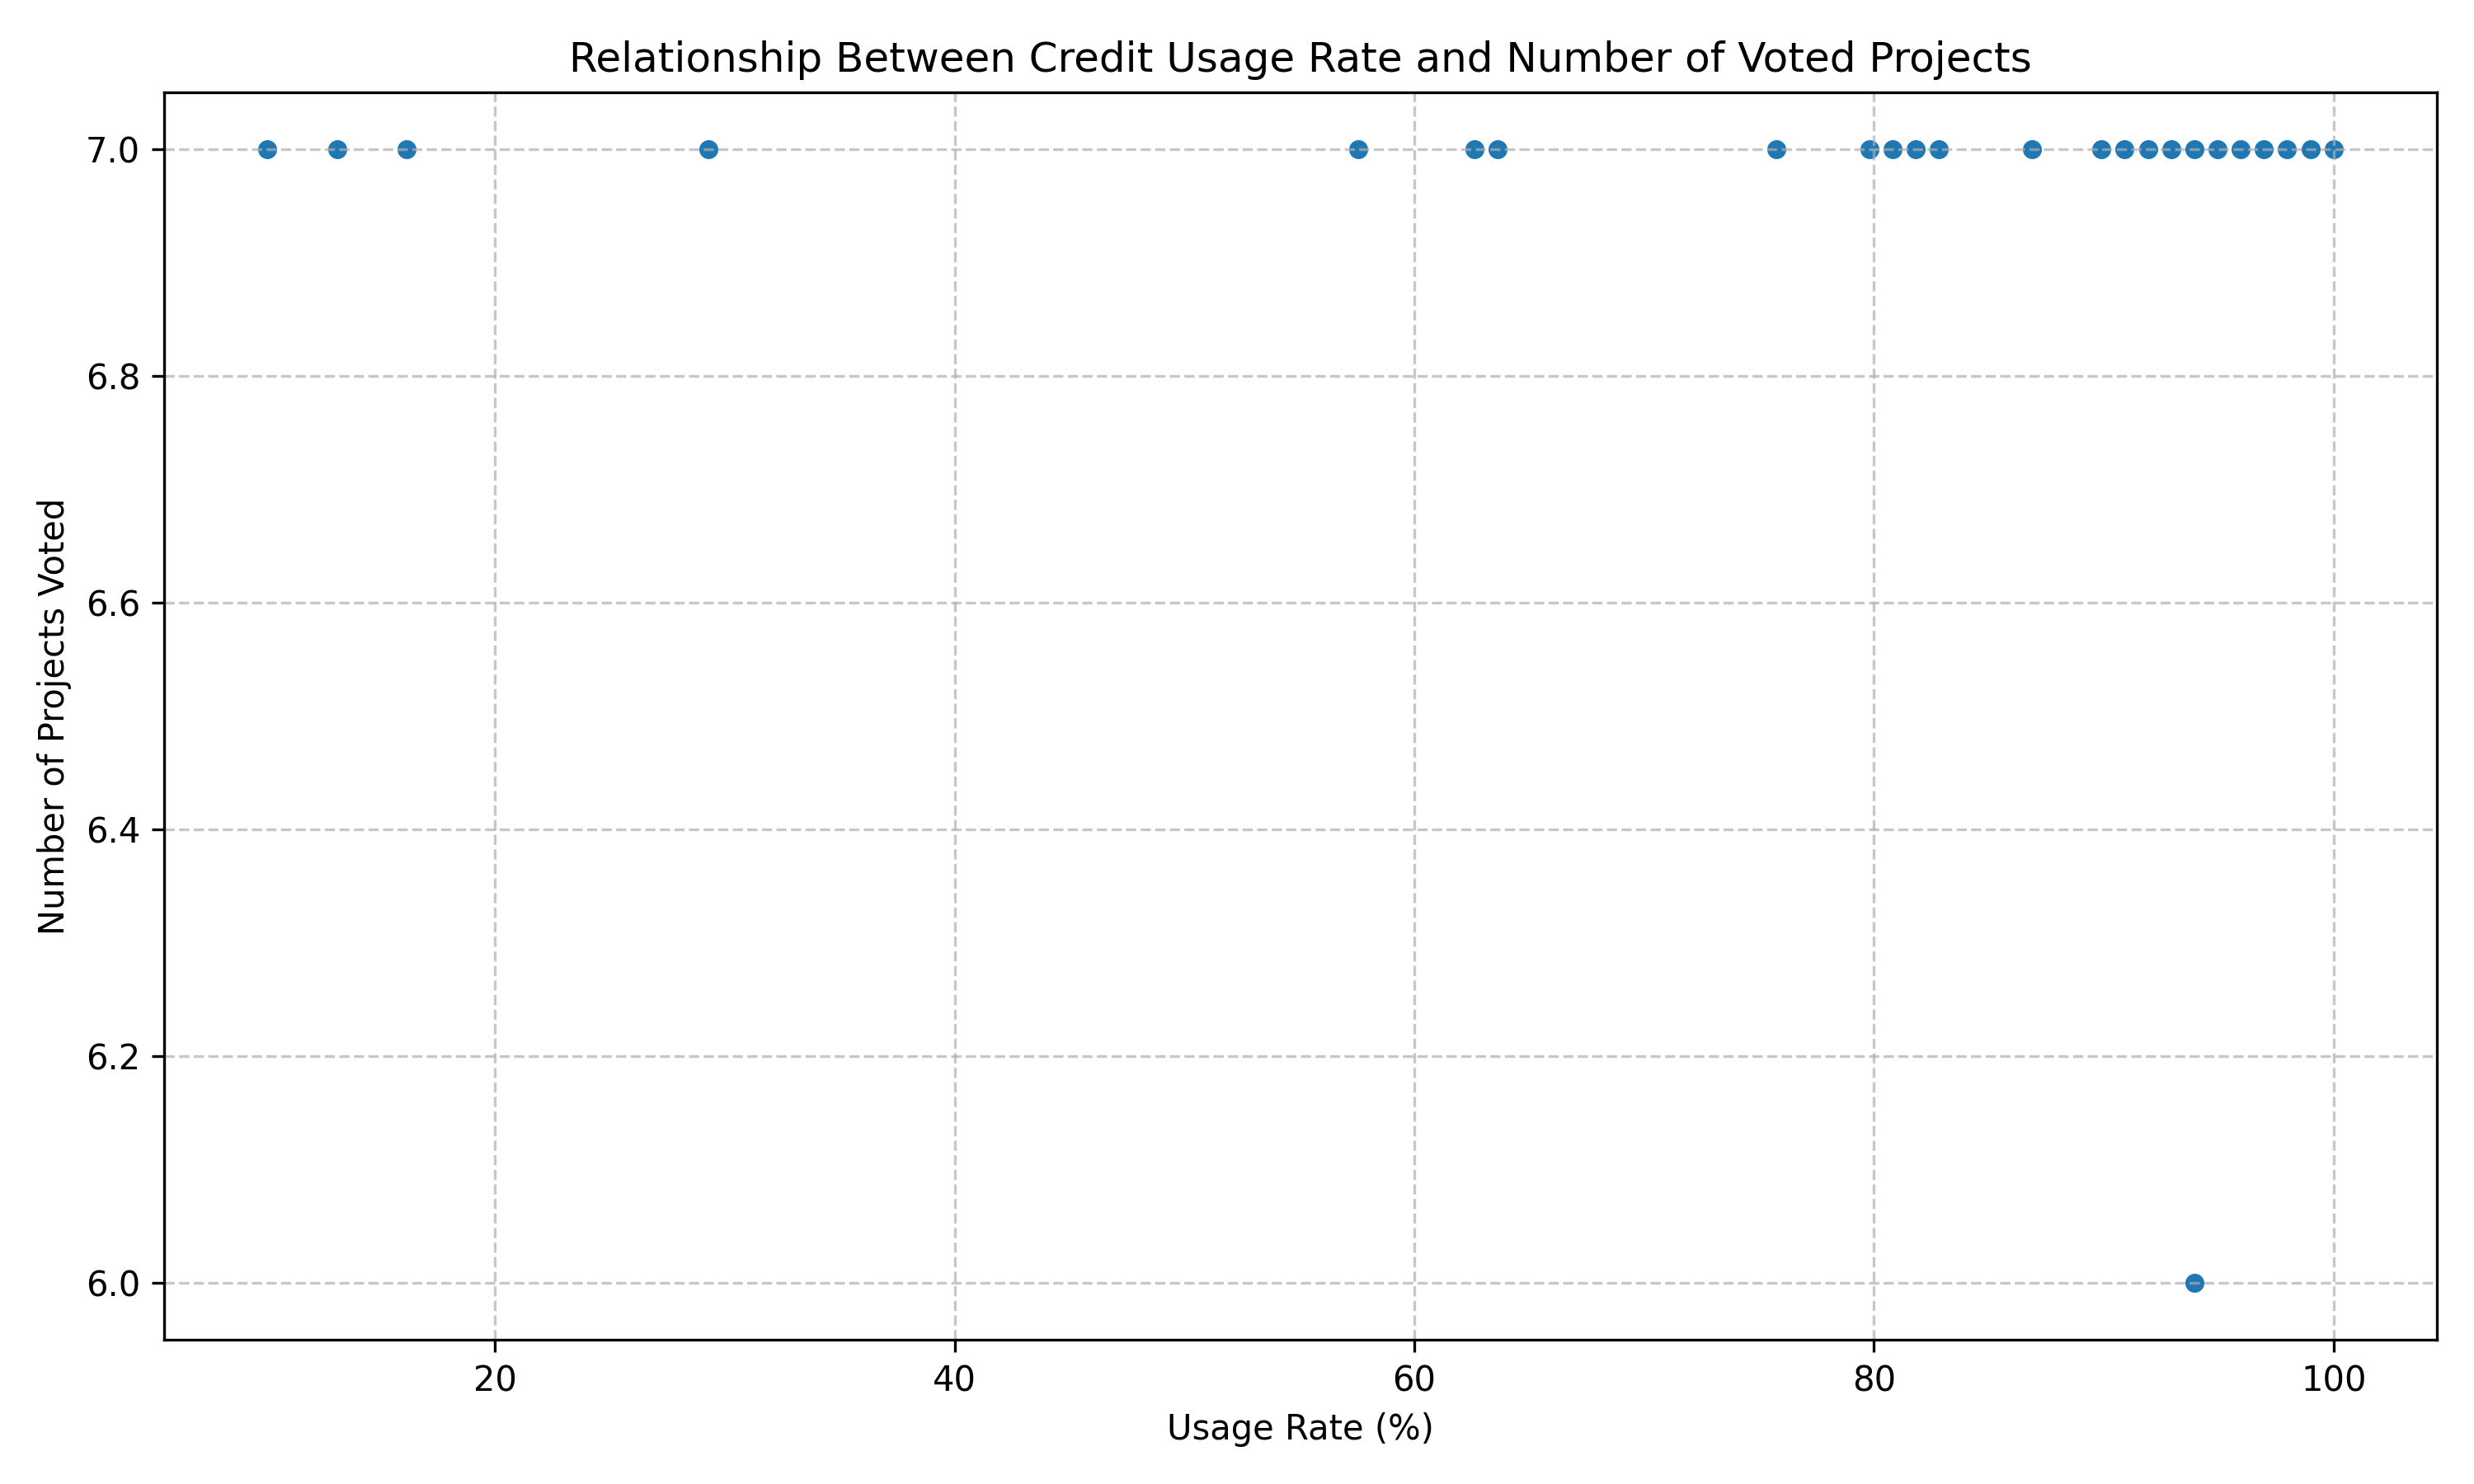 Relationship Between Credit Usage Rate and Number of Voted Projects
7.0
6.8
6.6
6.4
6.2
6.0
Number of Projects Voted
20 40 60 80 100
Usage Rate (%)